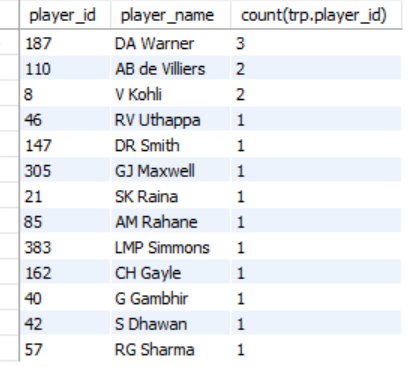 player_id player_name count(trp.player_id)
187 DA Warner 3
110 AB de Villiers 2
8 V Kohli 2
46 RV Uthappa 1
147 DR Smith 1
305 GJ Maxwell 1
21 SK Raina 1
85 AM Rahane 1
383 LMP Simmons 1
162 CH Gayle 1
40 G Gambhir 1
42 S Dhawan 1
57 RG Sharma 1